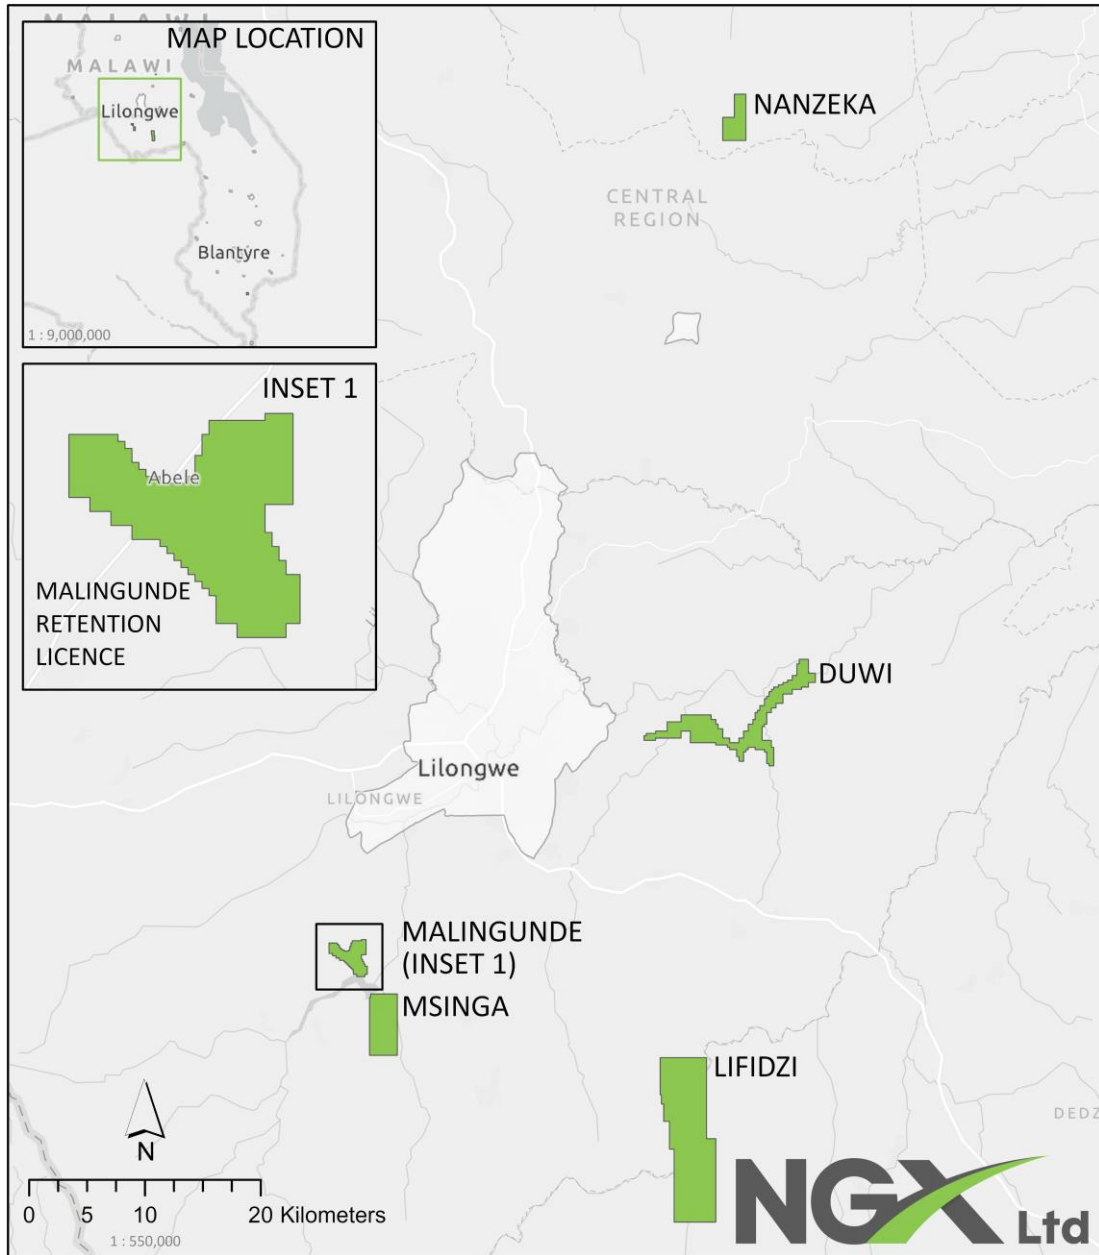 MALAWI
MAP LOCATION
MALAWI
Lilongwe
Blantyre
1 : 9,000,000
INSET 1
Abele
MALINGUNDE
RETENTION
LICENCE
NANZEKA
CENTRAL
REGION
DUWI
Lilongwe
LILONGWE
MALINGUNDE
(INSET 1)
MSINGA
LIFIDZI
DEDZ
N
0 5 10 20 Kilometers
1 : 550,000
NGX Ltd